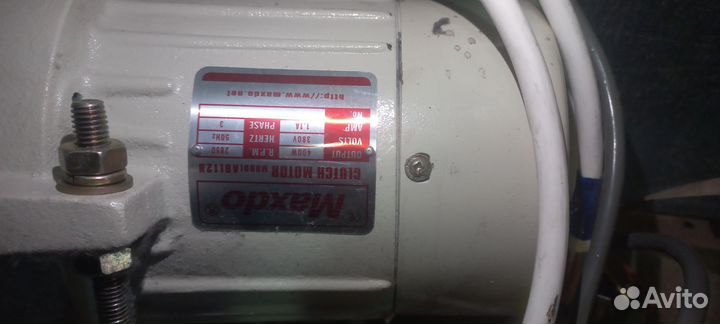 Maxdo
CLUTCH MOTOR MODEL
OUTPUT 400W R.P.M 2850
VOLTS 380V HERTZ 50Hz
AMP. 1.1A PHASE 3
No.
http://www.maxdo.net
Avito